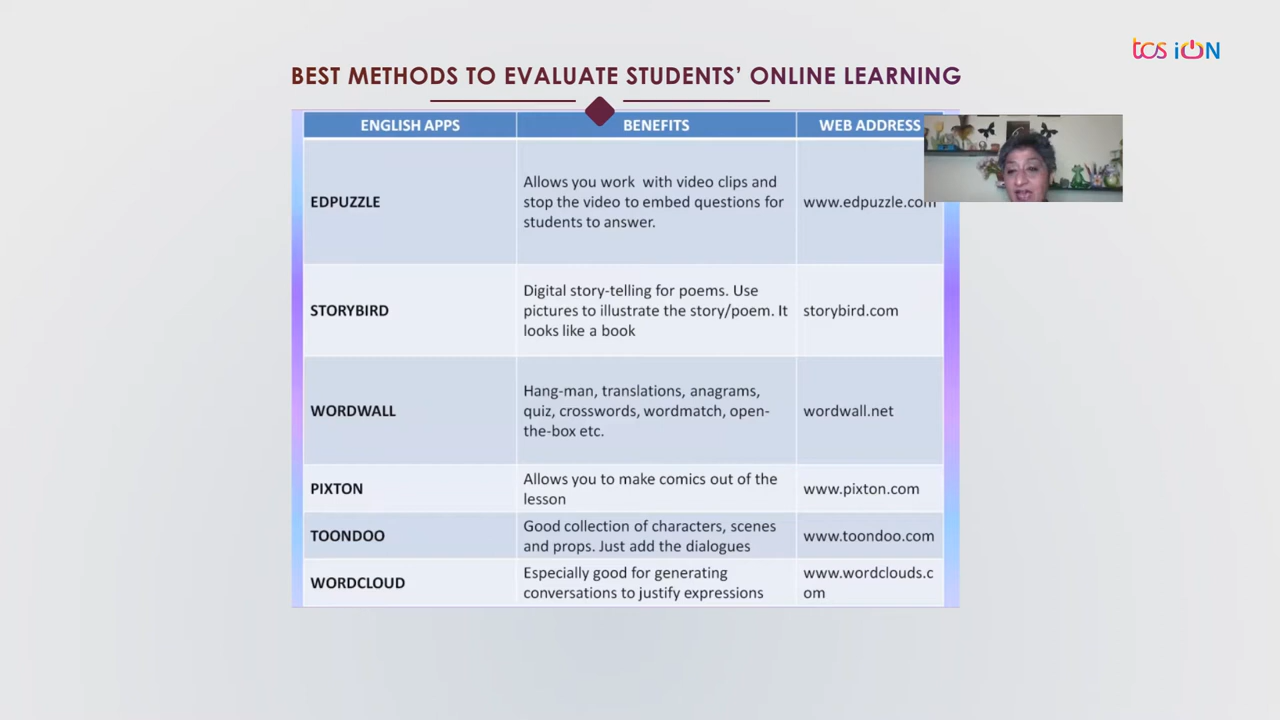 tcs iON
BEST METHODS TO EVALUATE STUDENTS’ ONLINE LEARNING
ENGLISH APPS BENEFITS WEB ADDRESS
EDPUZZLE
Allows you work with video clips and
stop the video to embed questions for
students to answer.
www.edpuzzle.com
STORYBIRD
Digital story-telling for poems. Use
pictures to illustrate the story/poem. It
looks like a book
storybird.com
WORDWALL
Hang-man, translations, anagrams,
quiz, crosswords, wordmatch, open-
the-box etc.
wordwall.net
PIXTON
Allows you to make comics out of the
lesson
www.pixton.com
TOONDOO
Good collection of characters, scenes
and props. Just add the dialogues
www.toondoo.com
WORDCLOUD
Especially good for generating
conversations to justify expressions
www.wordclouds.c
om